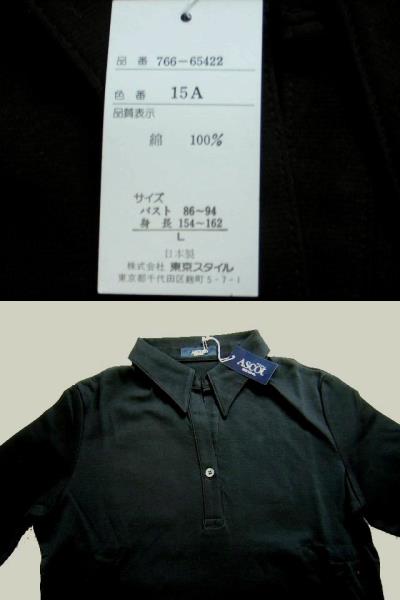 品番 766-65422
色番 15A
品質表示
綿 100%
サイズ
バスト 86～94
身長 154～162
L
日本製
株式会社 東京スタイル
東京都千代田区麹町5-7-1
ASCOT